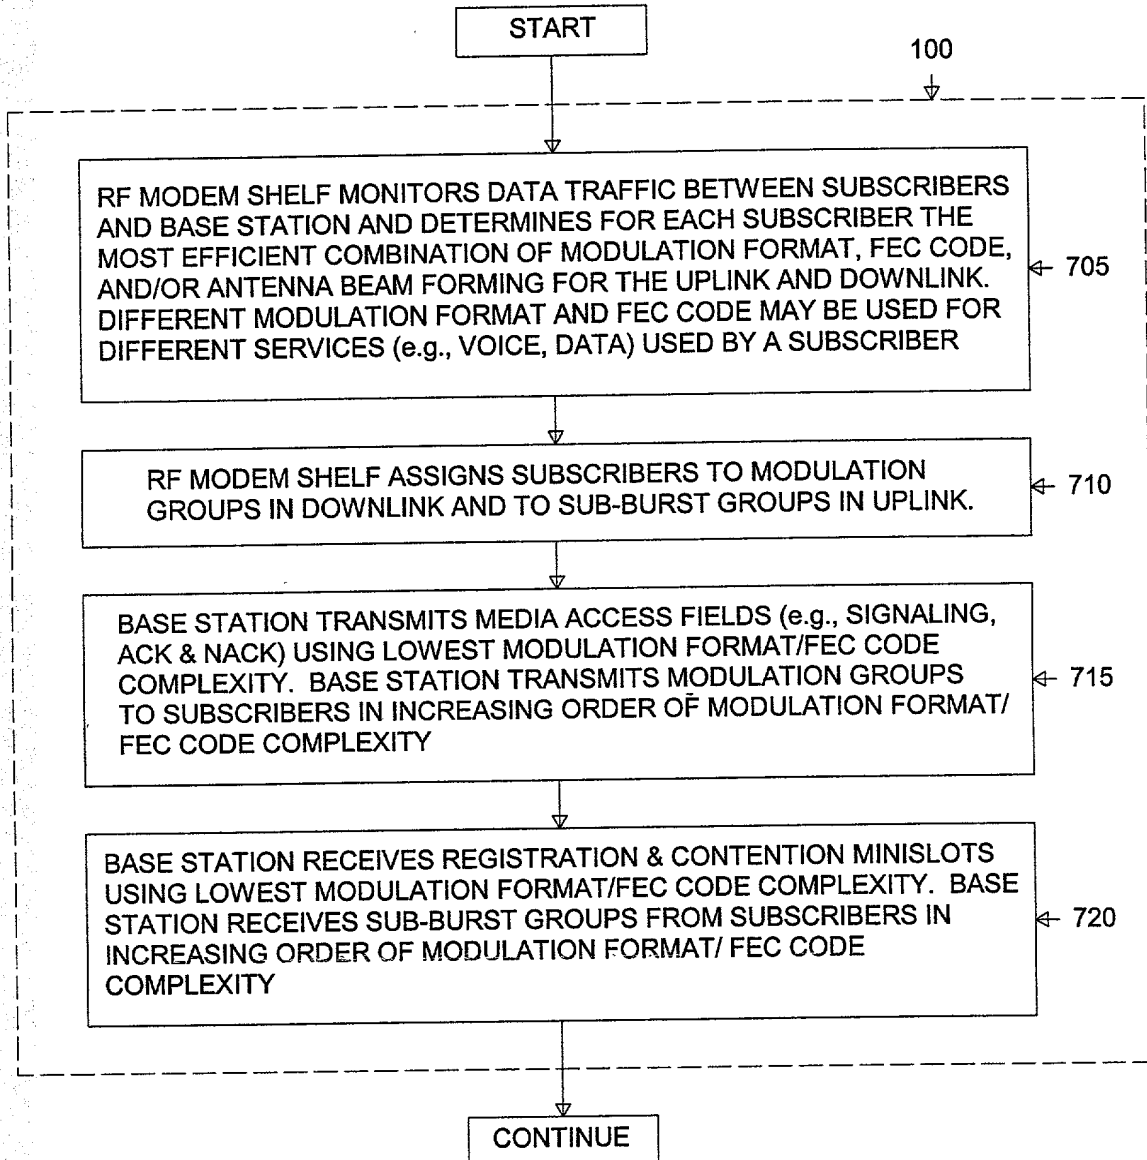 START
100
RF MODEM SHELF MONITORS DATA TRAFFIC BETWEEN SUBSCRIBERS
AND BASE STATION AND DETERMINES FOR EACH SUBSCRIBER THE
MOST EFFICIENT COMBINATION OF MODULATION FORMAT, FEC CODE,
AND/OR ANTENNA BEAM FORMING FOR THE UPLINK AND DOWNLINK.
DIFFERENT MODULATION FORMAT AND FEC CODE MAY BE USED FOR
DIFFERENT SERVICES (e.g., VOICE, DATA) USED BY A SUBSCRIBER
705
RF MODEM SHELF ASSIGNS SUBSCRIBERS TO MODULATION
GROUPS IN DOWNLINK AND TO SUB-BURST GROUPS IN UPLINK.
710
BASE STATION TRANSMITS MEDIA ACCESS FIELDS (e.g., SIGNALING,
ACK & NACK) USING LOWEST MODULATION FORMAT/FEC CODE
COMPLEXITY. BASE STATION TRANSMITS MODULATION GROUPS
TO SUBSCRIBERS IN INCREASING ORDER OF MODULATION FORMAT/
FEC CODE COMPLEXITY
715
BASE STATION RECEIVES REGISTRATION & CONTENTION MINISLOTS
USING LOWEST MODULATION FORMAT/FEC CODE COMPLEXITY. BASE
STATION RECEIVES SUB-BURST GROUPS FROM SUBSCRIBERS IN
INCREASING ORDER OF MODULATION FORMAT/ FEC CODE
COMPLEXITY
720
CONTINUE